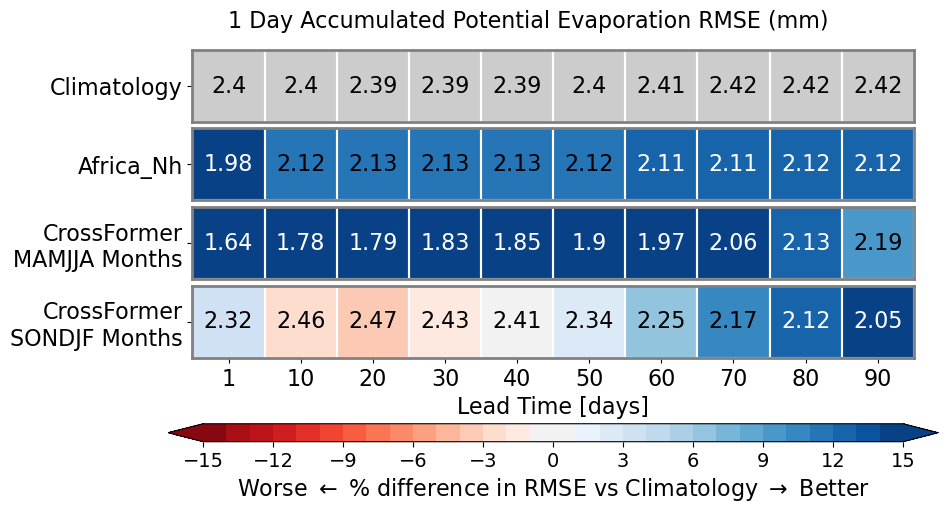 1 Day Accumulated Potential Evaporation RMSE (mm)
Climatology 2.4 2.4 2.39 2.39 2.39 2.4 2.41 2.42 2.42 2.42
Africa_Nh 1.98 2.12 2.13 2.13 2.13 2.12 2.11 2.11 2.12 2.12
CrossFormer
MAMJJA Months 1.64 1.78 1.79 1.83 1.85 1.9 1.97 2.06 2.13 2.19
CrossFormer
SONDJF Months 2.32 2.46 2.47 2.43 2.41 2.34 2.25 2.17 2.12 2.05
1 10 20 30 40 50 60 70 80 90
Lead Time [days]
−15 −12 −9 −6 −3 0 3 6 9 12 15
Worse ← % difference in RMSE vs Climatology → Better